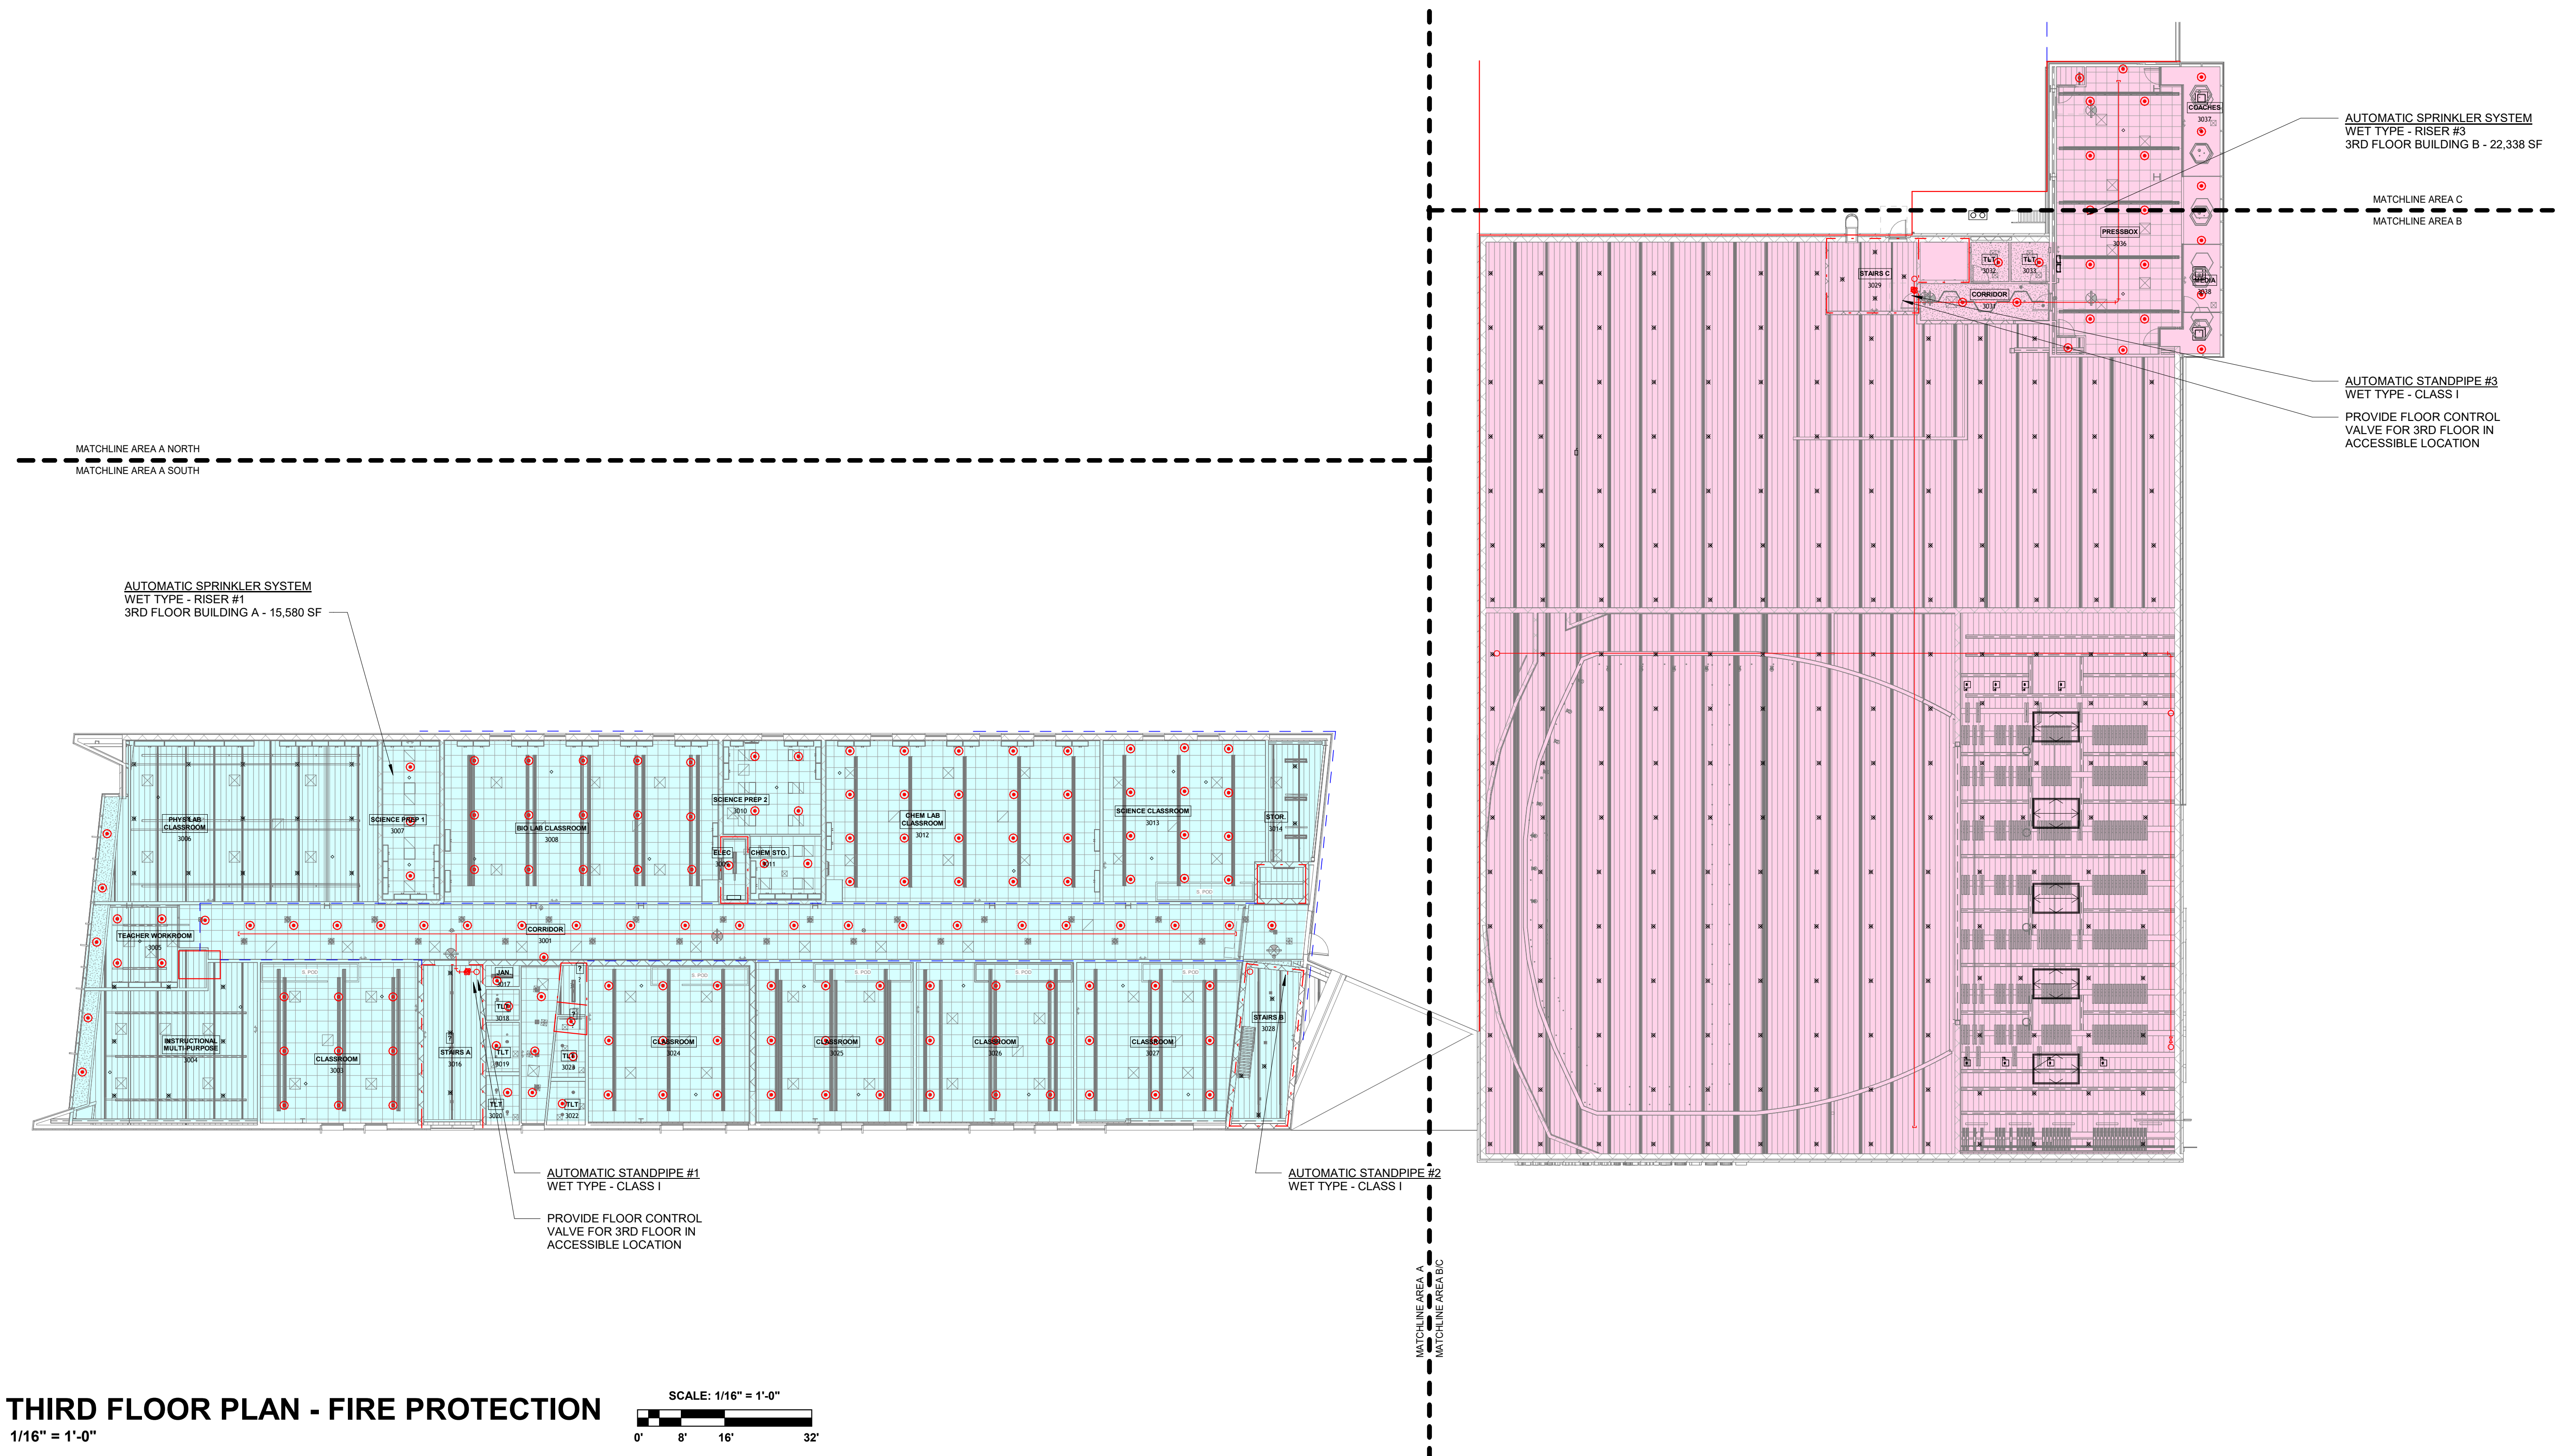 AUTOMATIC SPRINKLER SYSTEM
WET TYPE - RISER #3
3RD FLOOR BUILDING B - 22,338 SF
MATCHLINE AREA C
MATCHLINE AREA B
COACHES
3037
PRESSBOX
3036
MEDIA
3038
STAIRS C
3029
TLT
3032
TLT
3033
CORRIDOR
3031
AUTOMATIC STANDPIPE #3
WET TYPE - CLASS I
PROVIDE FLOOR CONTROL
VALVE FOR 3RD FLOOR IN
ACCESSIBLE LOCATION
MATCHLINE AREA A NORTH
MATCHLINE AREA A SOUTH
AUTOMATIC SPRINKLER SYSTEM
WET TYPE - RISER #1
3RD FLOOR BUILDING A - 15,580 SF
PHYS LAB
CLASSROOM
3006
SCIENCE PREP 1
3007
BIO LAB CLASSROOM
3008
SCIENCE PREP 2
3010
ELEC
CHEM STO.
3011
CHEM LAB
CLASSROOM
3012
SCIENCE CLASSROOM
3013
STOR.
3014
S. POD
TEACHER WORKROOM
3005
CORRIDOR
3001
INSTRUCTIONAL
MULTI-PURPOSE
3004
S. POD
CLASSROOM
3003
?
STAIRS A
3016
JAN
3017
TLT
3018
TLT
3019
TLT
3020
?
?
?
TLT
3023
TLT
3022
S. POD
CLASSROOM
3024
S. POD
CLASSROOM
3025
S. POD
CLASSROOM
3026
S. POD
CLASSROOM
3027
STAIRS B
3028
AUTOMATIC STANDPIPE #1
WET TYPE - CLASS I
PROVIDE FLOOR CONTROL
VALVE FOR 3RD FLOOR IN
ACCESSIBLE LOCATION
AUTOMATIC STANDPIPE #2
WET TYPE - CLASS I
MATCHLINE AREA A
MATCHLINE AREA B/C
THIRD FLOOR PLAN - FIRE PROTECTION
1/16" = 1'-0"
SCALE: 1/16" = 1'-0"
0' 8' 16' 32'